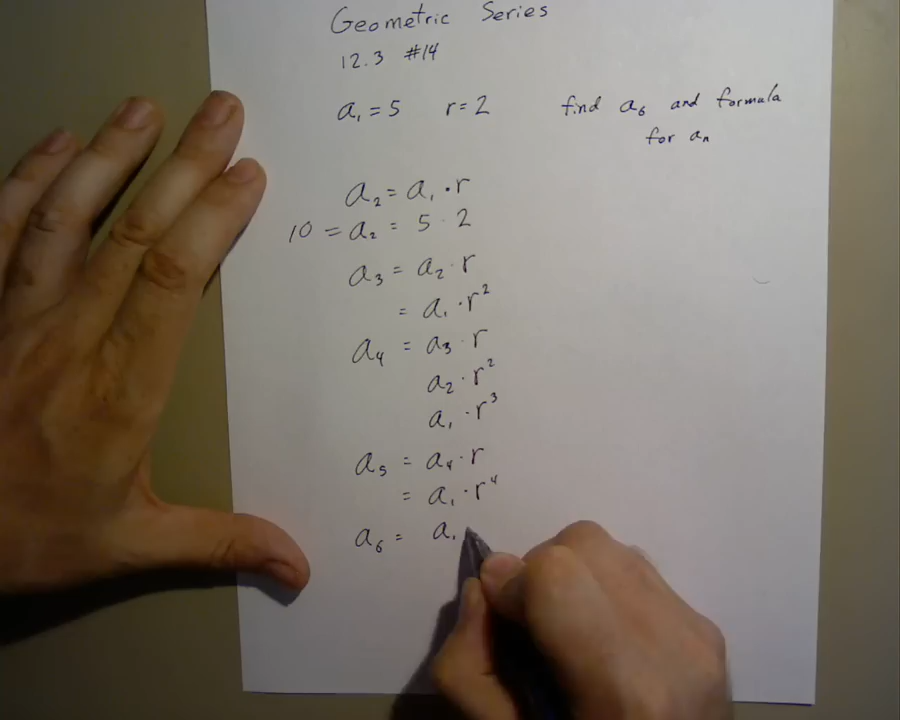 Geometric Series
12.3 #14
a₁ = 5 r = 2 find a₆ and formula
for aₙ
a₂ = a₁ · r
10 = a₂ = 5 · 2
a₃ = a₂ · r
= a₁ · r²
a₄ = a₃ · r
a₂ · r²
a₁ · r³
a₅ = a₄ · r
= a₁ · r⁴
a₆ = a₁